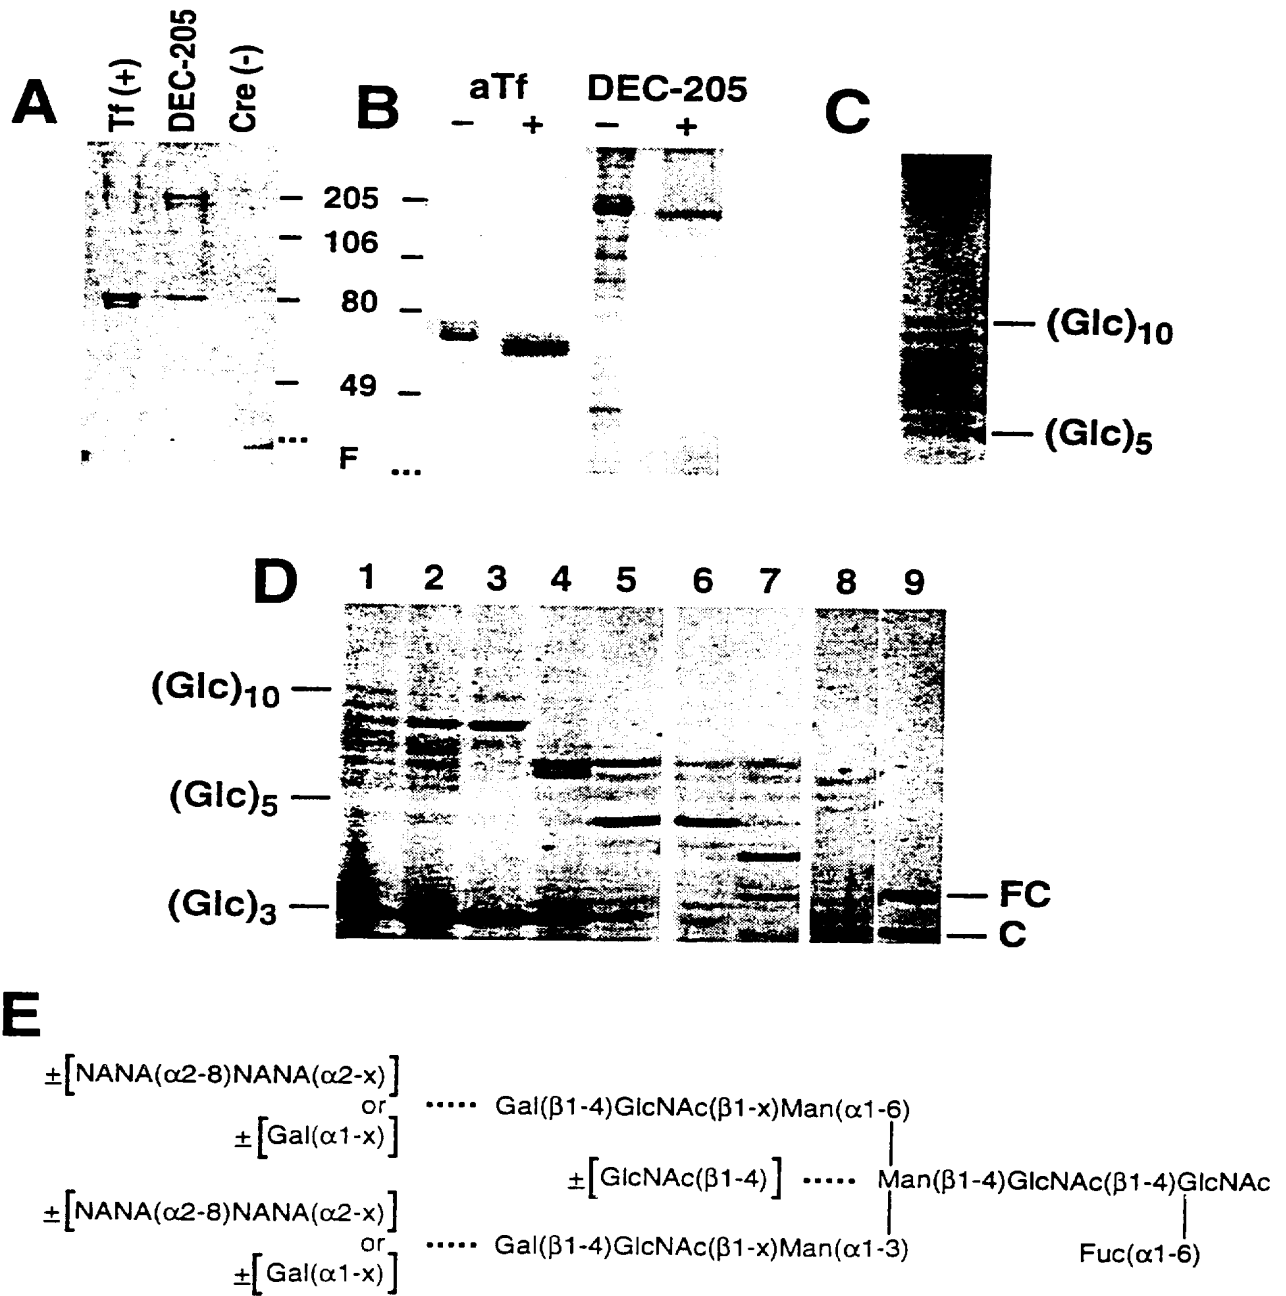 A
Tf (+)
DEC-205
Cre (-)
205
106
80
49
F
B
aTf
DEC-205
− + − +
C
(Glc)10
(Glc)5
D
1 2 3 4 5 6 7 8 9
(Glc)10
(Glc)5
(Glc)3
FC
C
E
±[NANA(α2-8)NANA(α2-x)]
or
±[Gal(α1-x)]
····· Gal(β1-4)GlcNAc(β1-x)Man(α1-6)
±[GlcNAc(β1-4)] ····· Man(β1-4)GlcNAc(β1-4)GlcNAc
±[NANA(α2-8)NANA(α2-x)]
or
±[Gal(α1-x)]
····· Gal(β1-4)GlcNAc(β1-x)Man(α1-3)
Fuc(α1-6)